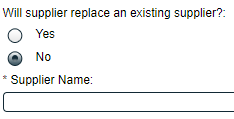 Will supplier replace an existing supplier?:
Yes
No
* Supplier Name: